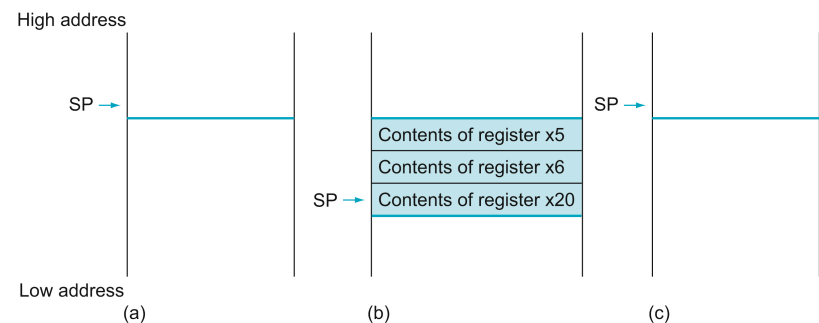 High address
SP
SP
Contents of register x5
Contents of register x6
SP
Contents of register x20
Low address
(a)
(b)
(c)